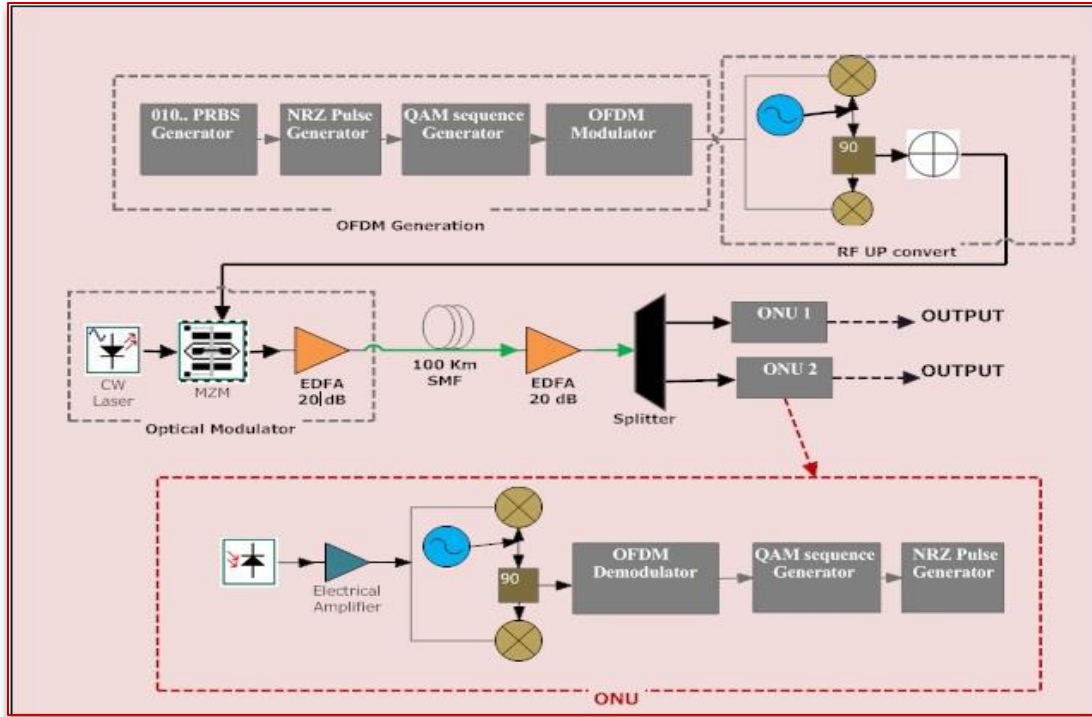 010.. PRBS
Generator
NRZ Pulse
Generator
QAM sequence
Generator
OFDM
Modulator
90
OFDM Generation
RF UP convert
CW
Laser
MZM
EDFA
20 dB
Optical Modulator
100 Km
SMF
EDFA
20 dB
Splitter
ONU 1
OUTPUT
ONU 2
OUTPUT
Electrical
Amplifier
90
OFDM
Demodulator
QAM sequence
Generator
NRZ Pulse
Generator
ONU